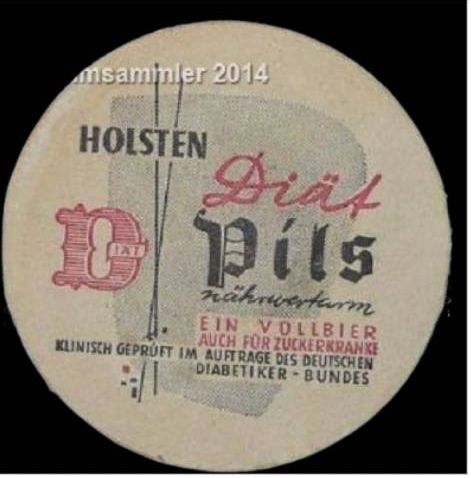 msammler 2014
HOLSTEN
Diät
DIÄT
Pils
nährwertarm
EIN VOLLBIER
AUCH FÜR ZUCKERKRANKE
KLINISCH GEPRÜFT IM AUFTRAGE DES DEUTSCHEN
DIABETIKER - BUNDES